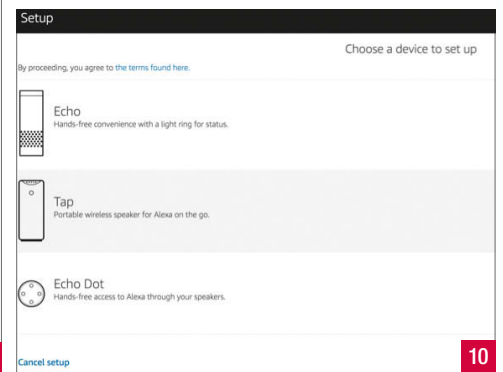 Setup
Choose a device to set up
By proceeding, you agree to the terms found here.
Echo
Hands-free convenience with a light ring for status.
Tap
Portable wireless speaker for Alexa on the go.
Echo Dot
Hands-free access to Alexa through your speakers.
Cancel setup
10